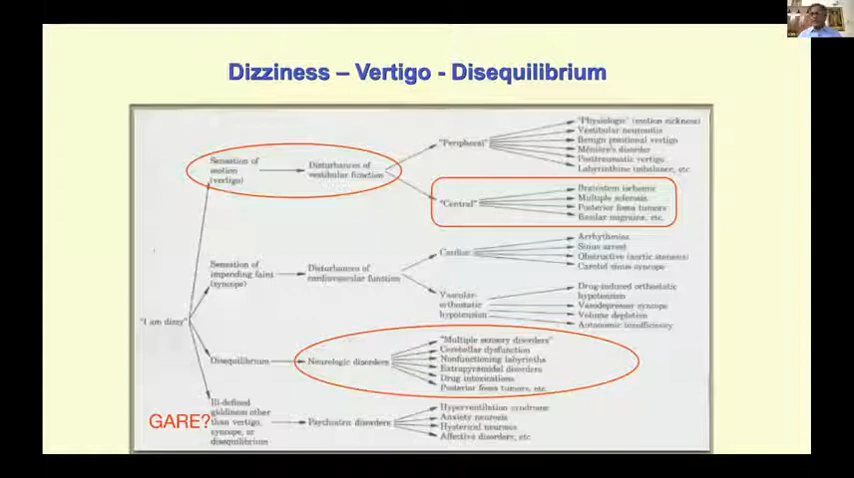 Dizziness – Vertigo - Disequilibrium
"I am dizzy"
Sensation of
motion
(vertigo)
Disturbances of
vestibular function
"Peripheral"
"Physiologic" (motion sickness)
Vestibular neuronitis
Benign positional vertigo
Ménière's disorder
Posttraumatic vertigo
Labyrinthine imbalance, etc
"Central"
Brainstem ischemia
Multiple sclerosis
Posterior fossa tumors
Basilar migraine, etc.
Sensation of
impending faint
(syncope)
Disturbances of
cardiovascular function
Cardiac
Arrhythmias
Sinus arrest
Obstructive (aortic stenosis)
Carotid sinus syncope
Vascular-
orthostatic
hypotension
Drug-induced orthostatic
hypotension
Vasodepressor syncope
Volume depletion
Autonomic insufficiency
Disequilibrium
Neurologic disorders
"Multiple sensory disorders"
Cerebellar dysfunction
Nonfunctioning labyrinths
Extrapyramidal disorders
Drug intoxications
Posterior fossa tumors, etc.
GARE?
Ill-defined
giddiness other
than vertigo,
syncope, or
disequilibrium
Psychiatric disorders
Hyperventilation syndrome
Anxiety neurosis
Hysterical neurosis
Affective disorders, etc